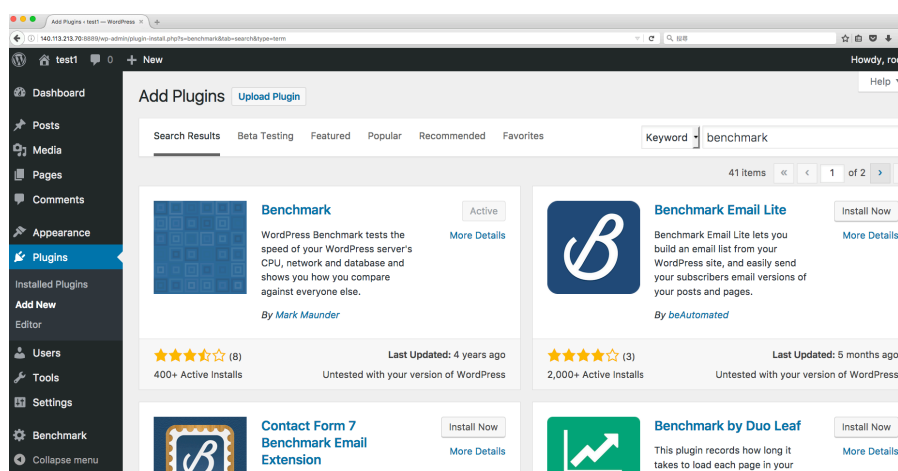 Add Plugins ‹ test1 — WordPress
140.113.213.70:8889/wp-admin/plugin-install.php?s=benchmark&tab=search&type=term
搜尋
test1 0 New
Howdy, roo
Help
Dashboard
Posts
Media
Pages
Comments
Appearance
Plugins
Installed Plugins
Add New
Editor
Users
Tools
Settings
Benchmark
Collapse menu
Add Plugins Upload Plugin
Search Results Beta Testing Featured Popular Recommended Favorites
Keyword benchmark
41 items « ‹ 1 of 2 ›
Benchmark
Active
More Details
WordPress Benchmark tests the
speed of your WordPress server's
CPU, network and database and
shows you how you compare
against everyone else.
By Mark Maunder
(8)
400+ Active Installs
Last Updated: 4 years ago
Untested with your version of WordPress
B
Benchmark Email Lite
Install Now
More Details
Benchmark Email Lite lets you
build an email list from your
WordPress site, and easily send
your subscribers email versions of
your posts and pages.
By beAutomated
(3)
2,000+ Active Installs
Last Updated: 5 months ago
Untested with your version of WordPress
Contact Form 7
Benchmark Email
Extension
Install Now
More Details
Benchmark by Duo Leaf
Install Now
More Details
This plugin records how long it
takes to load each page in your